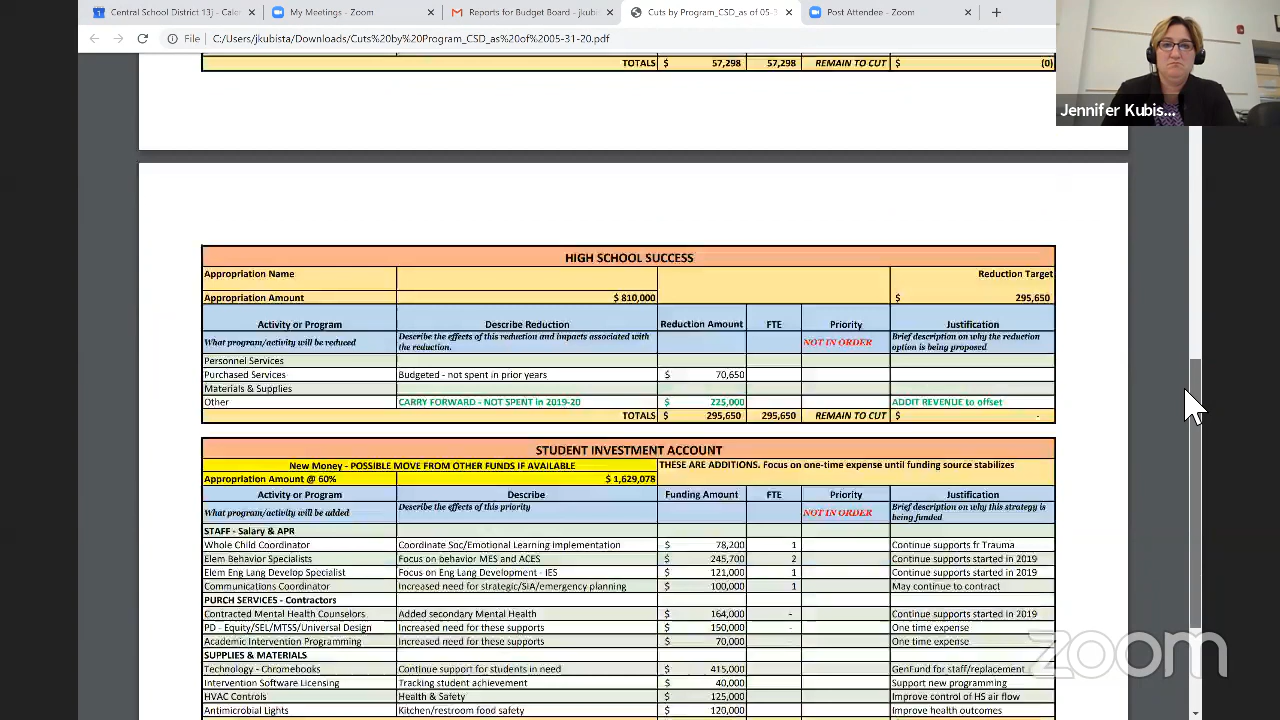 Central School District 13j - Caler
My Meetings - Zoom
Reports for Budget Board - jkubis
Cuts by Program_CSD_as of 05-3
Post Attendee - Zoom
File C:/Users/jkubista/Downloads/Cuts%20by%20Program_CSD_as%20of%2005-31-20.pdf
TOTALS $ 57,298 57,298 REMAIN TO CUT $ (0)
Jennifer Kubis...
HIGH SCHOOL SUCCESS
Appropriation Name Reduction Target
Appropriation Amount $ 810,000 $ 295,650
Activity or Program Describe Reduction Reduction Amount FTE Priority Justification
What program/activity will be reduced Describe the effects of this reduction and impacts associated with the reduction. NOT IN ORDER Brief description on why the reduction option is being proposed
Personnel Services
Purchased Services Budgeted - not spent in prior years $ 70,650
Materials & Supplies
Other CARRY FORWARD - NOT SPENT in 2019-20 $ 225,000 ADDIT REVENUE to offset
TOTALS $ 295,650 295,650 REMAIN TO CUT $ -
STUDENT INVESTMENT ACCOUNT
New Money - POSSIBLE MOVE FROM OTHER FUNDS IF AVAILABLE THESE ARE ADDITIONS. Focus on one-time expense until funding source stabilizes
Appropriation Amount @ 60% $ 1,629,078
Activity or Program Describe Funding Amount FTE Priority Justification
What program/activity will be added Describe the effects of this priority NOT IN ORDER Brief description on why this strategy is being funded
STAFF - Salary & APR
Whole Child Coordinator Coordinate Soc/Emotional Learning implementation $ 78,200 1 Continue supports fr Trauma
Elem Behavior Specialists Focus on behavior MES and ACES $ 245,700 2 Continue supports started in 2019
Elem Eng Lang Develop Specialist Focus on Eng Lang Development - IES $ 121,000 1 Continue supports started in 2019
Communications Coordinator Increased need for strategic/SIA/emergency planning $ 100,000 1 May continue to contract
PURCH SERVICES - Contractors
Contracted Mental Health Counselors Added secondary Mental Health $ 164,000 - Continue supports started in 2019
PD - Equity/SEL/MTSS/Universal Design Increased need for these supports $ 150,000 - One time expense
Academic Intervention Programming Increased need for these supports $ 70,000 One time expense
SUPPLIES & MATERIALS
Technology - Chromebooks Continue support for students in need $ 415,000 GenFund for staff/replacement
Intervention Software Licensing Tracking student achievement $ 40,000 Support new programming
HVAC Controls Health & Safety $ 125,000 Improve control of HS air flow
Antimicrobial Lights Kitchen/restroom food safety $ 120,000 Improve health outcomes
zoom